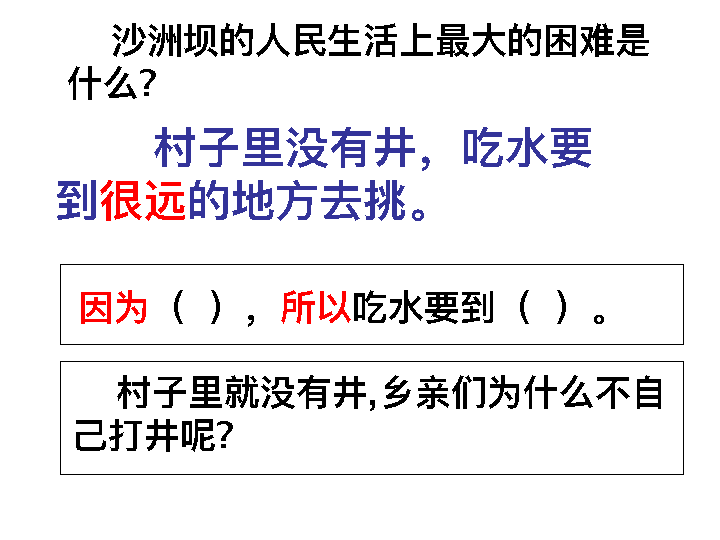 沙洲坝的人民生活上最大的困难是
什么?
村子里没有井，吃水要
到很远的地方去挑。
因为（ ），所以吃水要到（ ）。
村子里就没有井,乡亲们为什么不自
己打井呢?